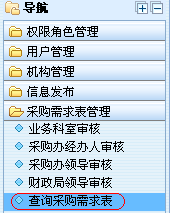 导航
权限角色管理
用户管理
机构管理
信息发布
采购需求表管理
业务科室审核
采购办经办人审核
采购办领导审核
财政局领导审核
查询采购需求表